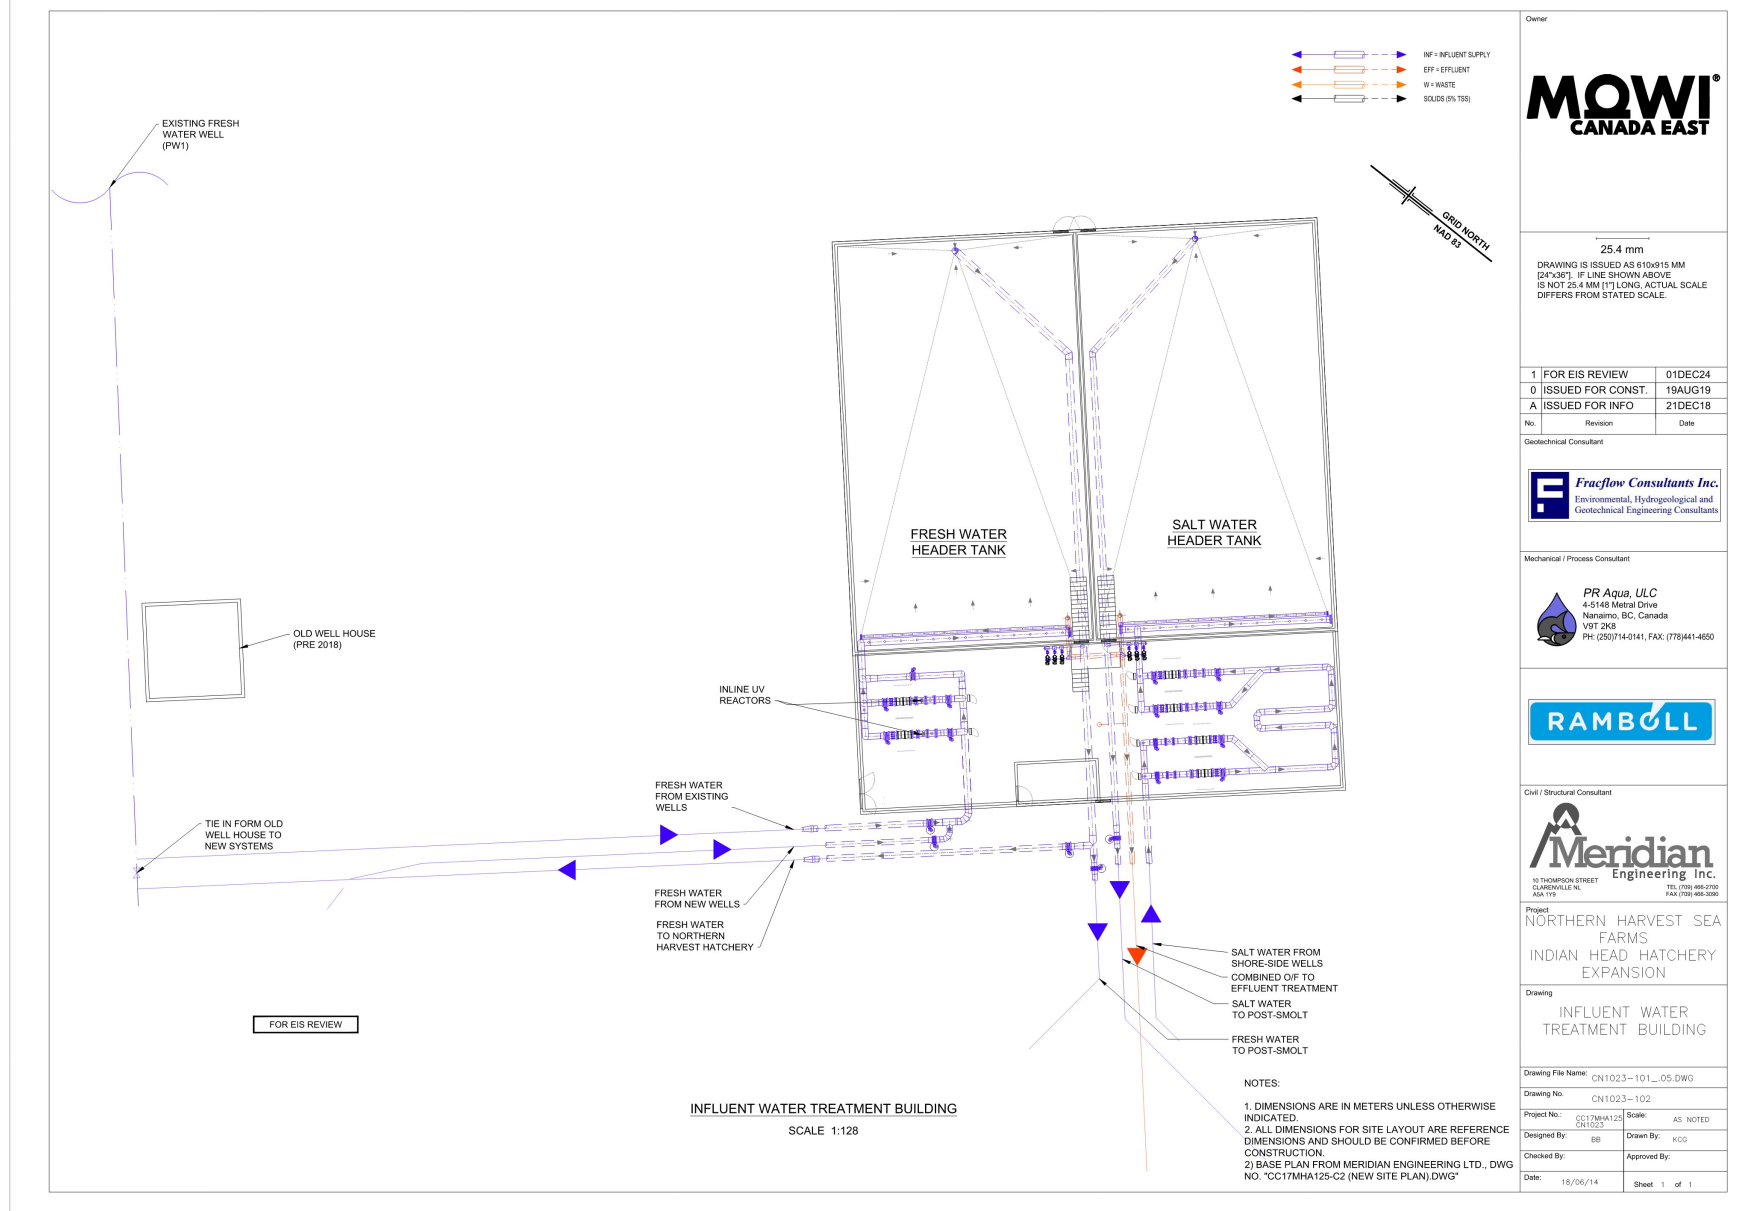 INF = INFLUENT SUPPLY
EFF = EFFLUENT
W = WASTE
SOLIDS (5% TSS)
GRID NORTH
NAD 83
EXISTING FRESH
WATER WELL
(PW1)
FRESH WATER
HEADER TANK
SALT WATER
HEADER TANK
OLD WELL HOUSE
(PRE 2018)
INLINE UV
REACTORS
FRESH WATER
FROM EXISTING
WELLS
TIE IN FORM OLD
WELL HOUSE TO
NEW SYSTEMS
FRESH WATER
FROM NEW WELLS
FRESH WATER
TO NORTHERN
HARVEST HATCHERY
SALT WATER FROM
SHORE-SIDE WELLS
COMBINED O/F TO
EFFLUENT TREATMENT
SALT WATER
TO POST-SMOLT
FRESH WATER
TO POST-SMOLT
FOR EIS REVIEW
INFLUENT WATER TREATMENT BUILDING
SCALE 1:128
NOTES:
1. DIMENSIONS ARE IN METERS UNLESS OTHERWISE
INDICATED.
2. ALL DIMENSIONS FOR SITE LAYOUT ARE REFERENCE
DIMENSIONS AND SHOULD BE CONFIRMED BEFORE
CONSTRUCTION.
2) BASE PLAN FROM MERIDIAN ENGINEERING LTD., DWG
NO. "CC17MHA125-C2 (NEW SITE PLAN).DWG"
Owner
MOWI®
CANADA EAST
25.4 mm
DRAWING IS ISSUED AS 610x915 MM
[24"x36"]. IF LINE SHOWN ABOVE
IS NOT 25.4 MM [1"] LONG, ACTUAL SCALE
DIFFERS FROM STATED SCALE.
1 FOR EIS REVIEW 01DEC24
0 ISSUED FOR CONST. 19AUG19
A ISSUED FOR INFO 21DEC18
No. Revision Date
Geotechnical Consultant
Fracflow Consultants Inc.
Environmental, Hydrogeological and
Geotechnical Engineering Consultants
Mechanical / Process Consultant
PR Aqua, ULC
4-5148 Metral Drive
Nanaimo, BC, Canada
V9T 2K8
PH: (250)714-0141, FAX: (778)441-4650
RAMBOLL
Civil / Structural Consultant
Meridian
Engineering Inc.
10 THOMPSON STREET
CLARENVILLE NL
A5A 1Y9
TEL (709) 466-2700
FAX (709) 466-3090
Project
NORTHERN HARVEST SEA
FARMS
INDIAN HEAD HATCHERY
EXPANSION
Drawing
INFLUENT WATER
TREATMENT BUILDING
Drawing File Name: CN1023-101_.05.DWG
Drawing No. CN1023-102
Project No.: CC17MHA125
CN1023
Scale: AS NOTED
Designed By: BB Drawn By: KCG
Checked By: Approved By:
Date: 18/06/14 Sheet 1 of 1